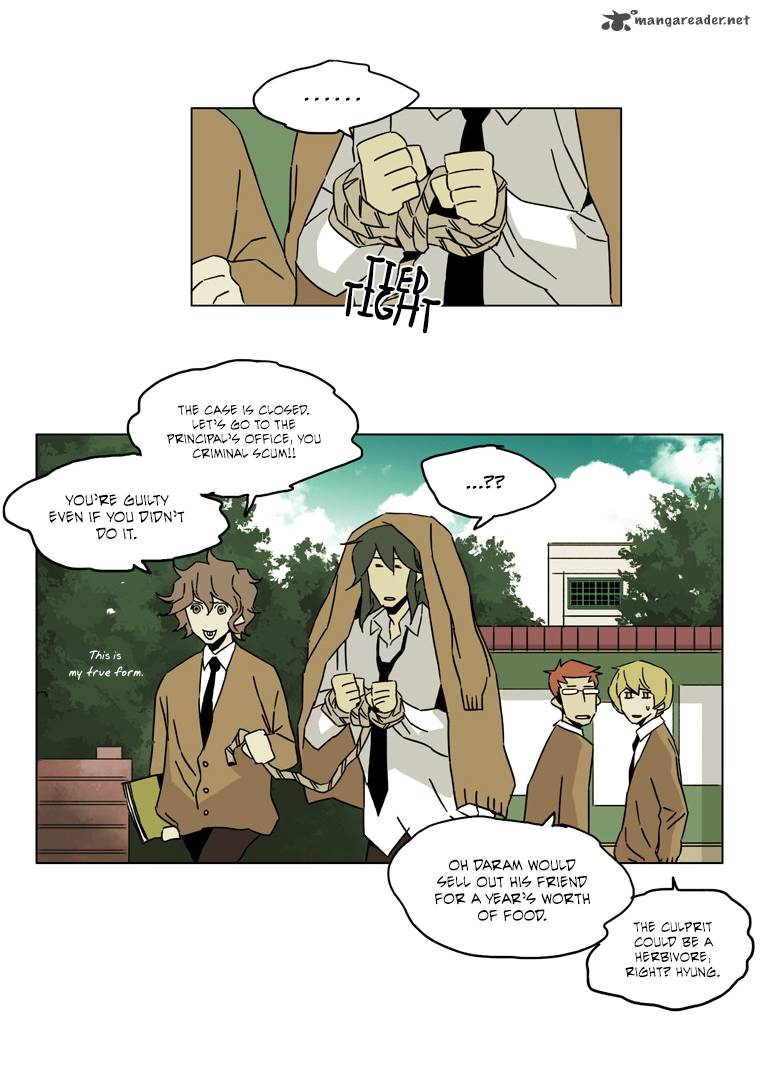 mangareader.net
......
TIED
TIGHT
THE CASE IS CLOSED.
LET'S GO TO THE
PRINCIPAL'S OFFICE, YOU
CRIMINAL SCUM!!
YOU'RE GUILTY
EVEN IF YOU DIDN'T
DO IT.
...??
This is
my true form.
OH DARAM WOULD
SELL OUT HIS FRIEND
FOR A YEAR'S WORTH
OF FOOD.
THE CULPRIT
COULD BE A
HERBIVORE,
RIGHT? HYUNG.